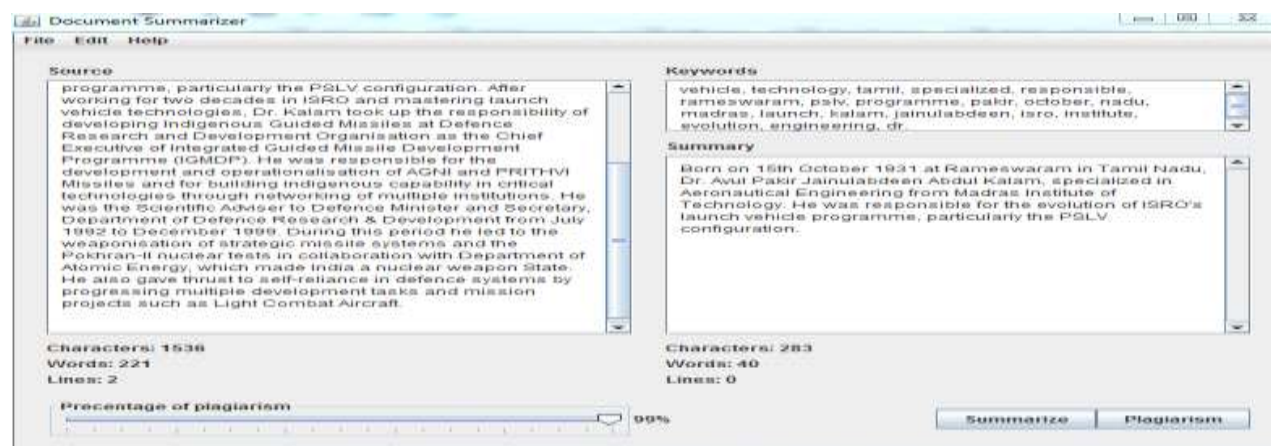 Document Summarizer
File Edit Help
Source
programme, particularly the PSLV configuration. After
working for two decades in ISRO and mastering launch
vehicle technologies, Dr. Kalam took up the responsibility of
developing Indigenous Guided Missiles at Defence
Research and Development Organisation as the Chief
Executive of Integrated Guided Missile Development
Programme (IGMDP). He was responsible for the
development and operationalisation of AGNI and PRITHVI
Missiles and for building indigenous capability in critical
technologies through networking of multiple institutions. He
was the Scientific Adviser to Defence Minister and Secretary,
Department of Defence Research & Development from July
1992 to December 1999. During this period he led to the
weaponisation of strategic missile systems and the
Pokhran-II nuclear tests in collaboration with Department of
Atomic Energy, which made India a nuclear weapon State.
He also gave thrust to self-reliance in defence systems by
progressing multiple development tasks and mission
projects such as Light Combat Aircraft.
Characters: 1536
Words: 221
Lines: 2
Precentage of plagiarism
99%
Keywords
vehicle, technology, tamil, specialized, responsible,
rameswaram, pslv, programme, pakir, october, nadu,
madras, launch, kalam, jainulabdeen, isro, institute,
evolution, engineering, dr.
Summary
Born on 15th October 1931 at Rameswaram in Tamil Nadu,
Dr. Avul Pakir Jainulabdeen Abdul Kalam, specialized in
Aeronautical Engineering from Madras Institute of
Technology. He was responsible for the evolution of ISRO's
launch vehicle programme, particularly the PSLV
configuration.
Characters: 283
Words: 40
Lines: 0
Summarize Plagiarism